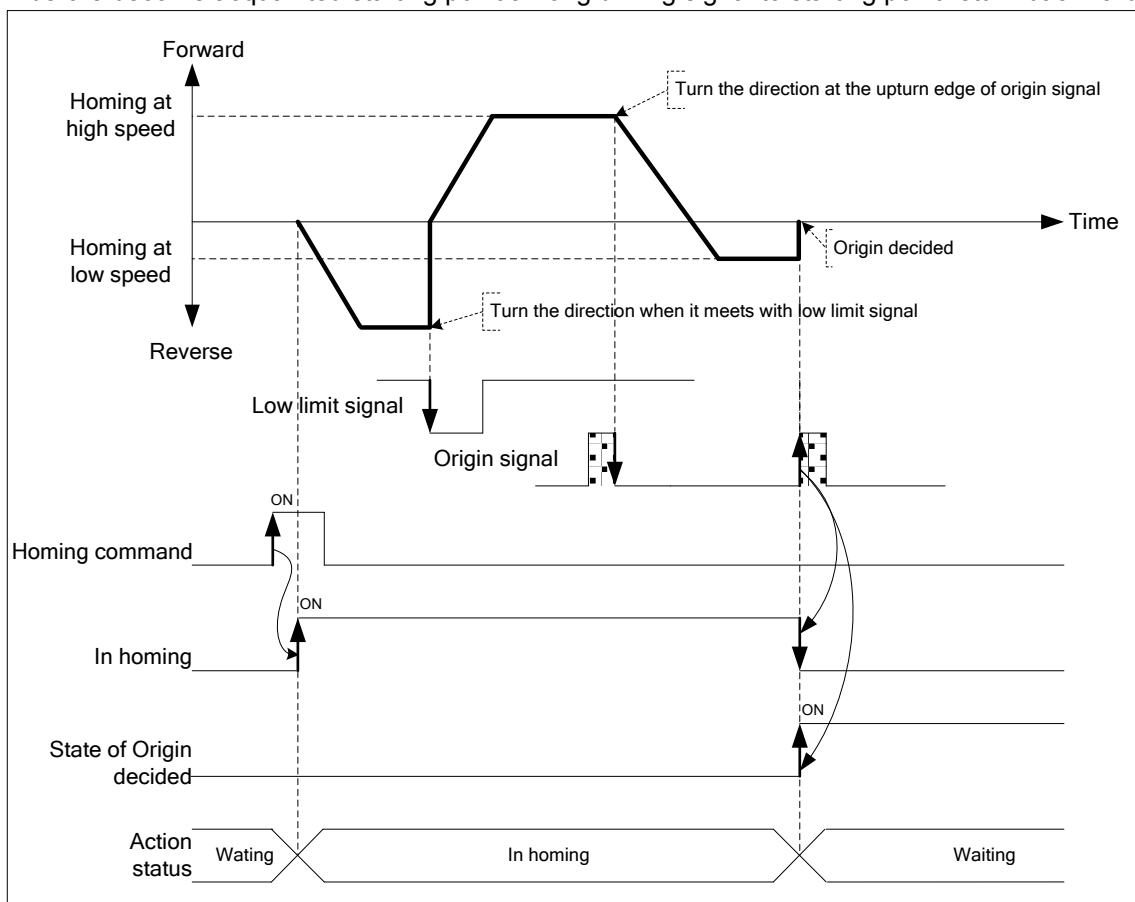 Forward
Homing at
high speed
Turn the direction at the upturn edge of origin signal
Time
Homing at
low speed
Origin decided
Turn the direction when it meets with low limit signal
Reverse
Low limit signal
Origin signal
ON
Homing command
ON
In homing
ON
State of Origin
decided
Action
status
Wating
In homing
Waiting